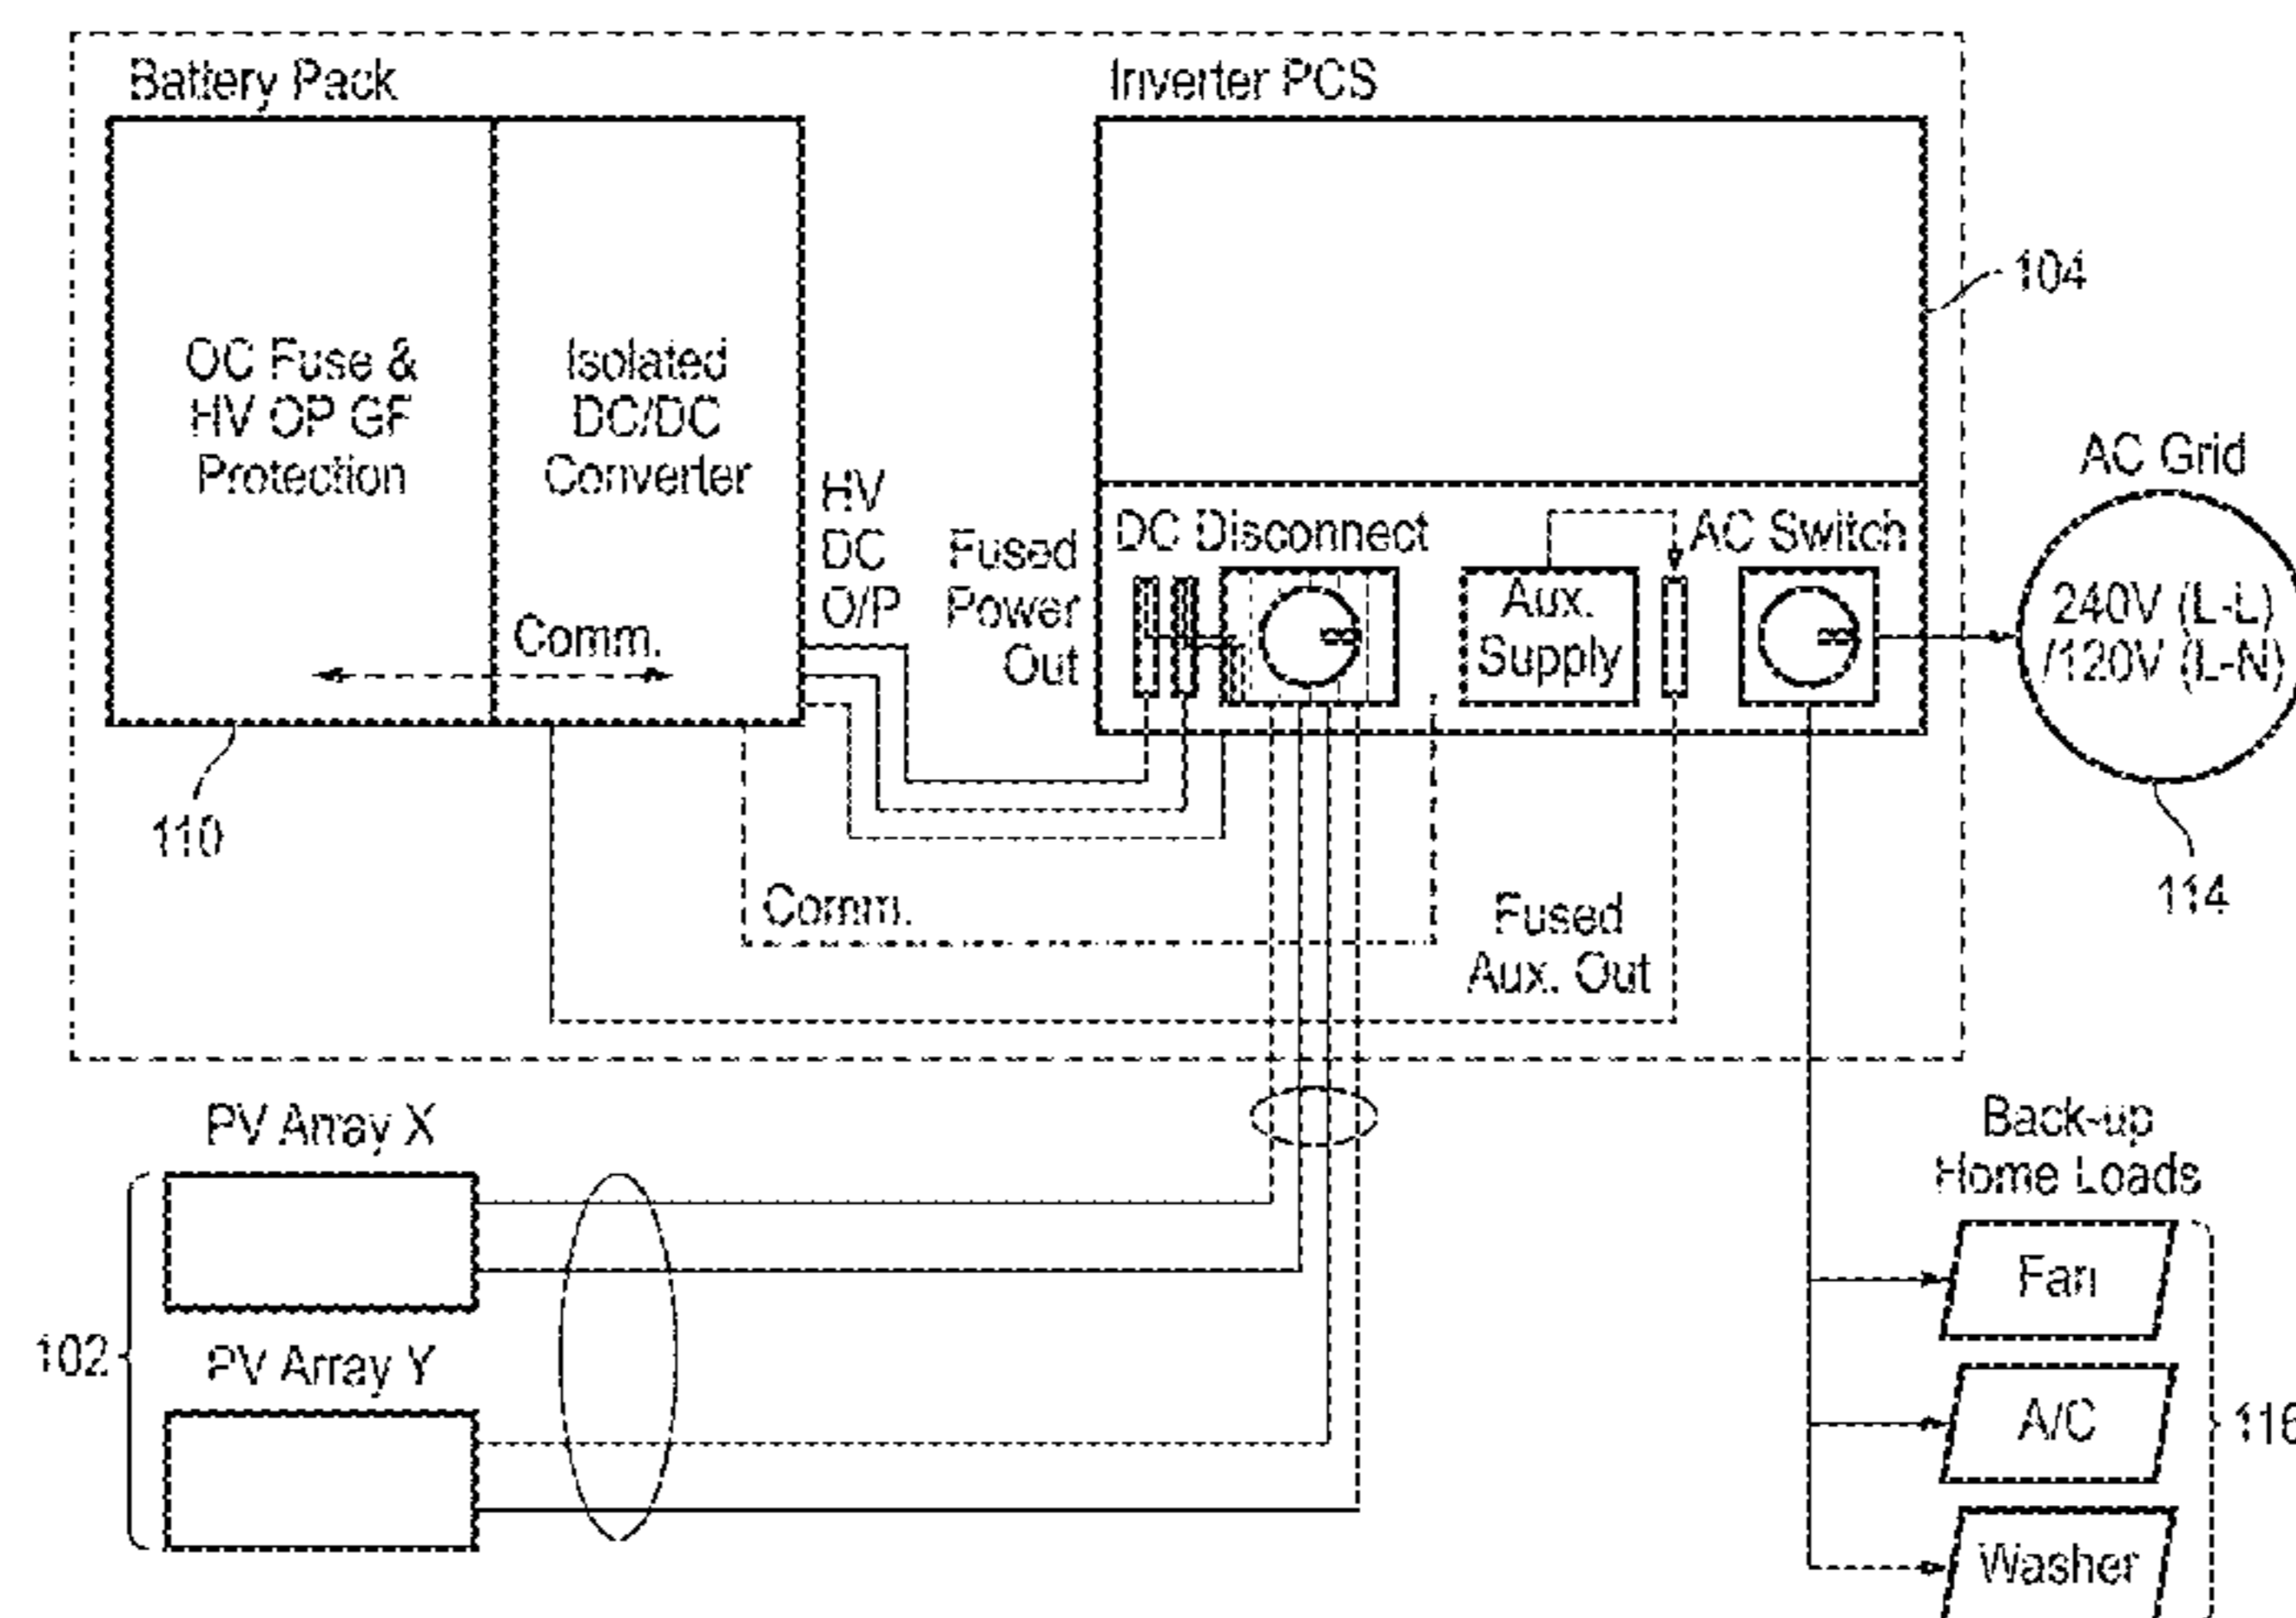 Battery Pack
Inverter PCS
OC Fuse &
HV OP GF
Protection
Isolated
DC/DC
Converter
Comm.
HV
DC
O/P
Fused
Power
Out
DC Disconnect
Aux.
Supply
AC Switch
104
AC Grid
240V (L-L)
/120V (L-N)
114
110
Comm.
Fused
Aux. Out
PV Array X
102
PV Array Y
Back-up
Home Loads
Fan
A/C
116
Washer